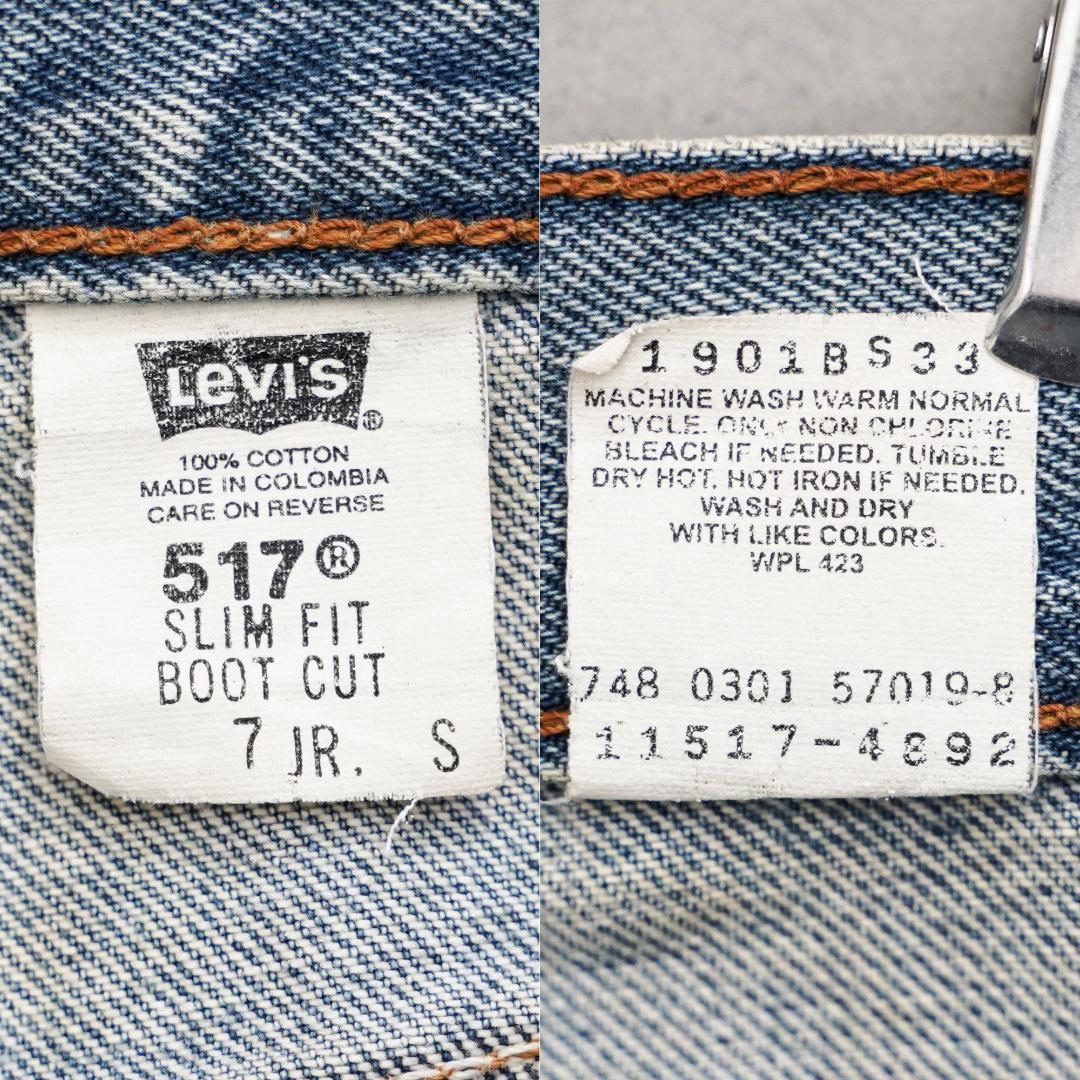 Levi's ®
100% COTTON
MADE IN COLOMBIA
CARE ON REVERSE
517®
SLIM FIT
BOOT CUT
7 JR. S
1901BS33
MACHINE WASH WARM NORMAL
CYCLE. ONLY NON CHLORINE
BLEACH IF NEEDED. TUMBLE
DRY HOT. HOT IRON IF NEEDED.
WASH AND DRY
WITH LIKE COLORS.
WPL 423
748 0301 57019-8
11517-4892